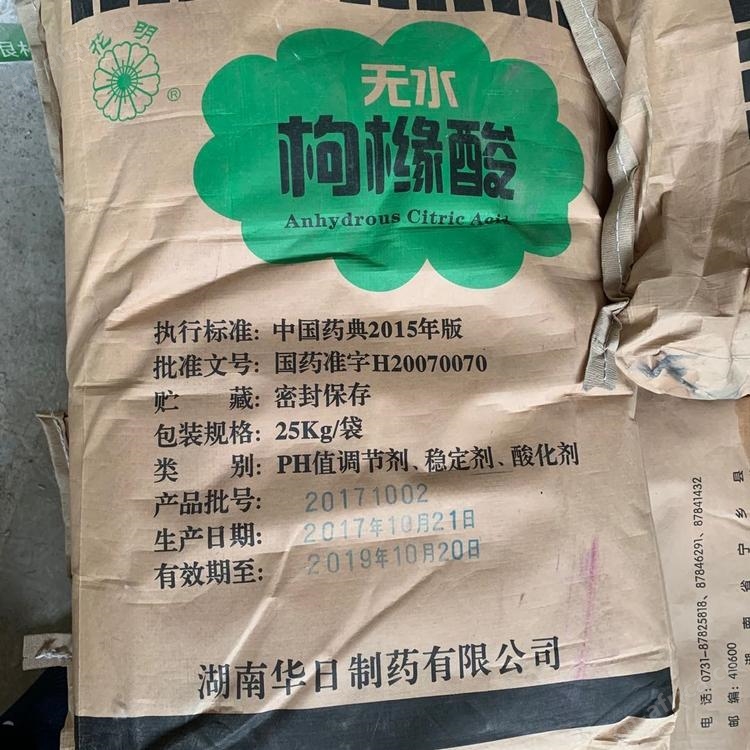 花明
®
无水
枸橼酸
Anhydrous Citric Acid
执行标准: 中国药典2015年版
批准文号: 国药准字H20070070
贮 藏: 密封保存
包装规格: 25Kg/袋
类 别: PH值调节剂、稳定剂、酸化剂
产品批号: 20171002
生产日期: 2017年10月21日
有效期至: 2019年10月20日
湖南华日制药有限公司
湖南省宁乡县
电话: 0731-87825818、87846291、87841432
邮编: 410600